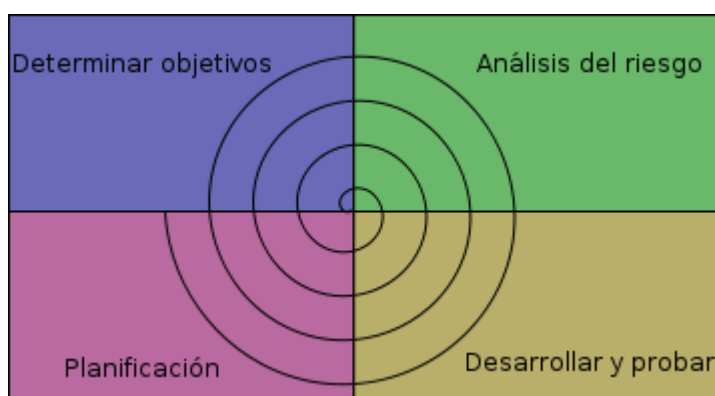 Determinar objetivos
Análisis del riesgo
Planificación
Desarrollar y probar